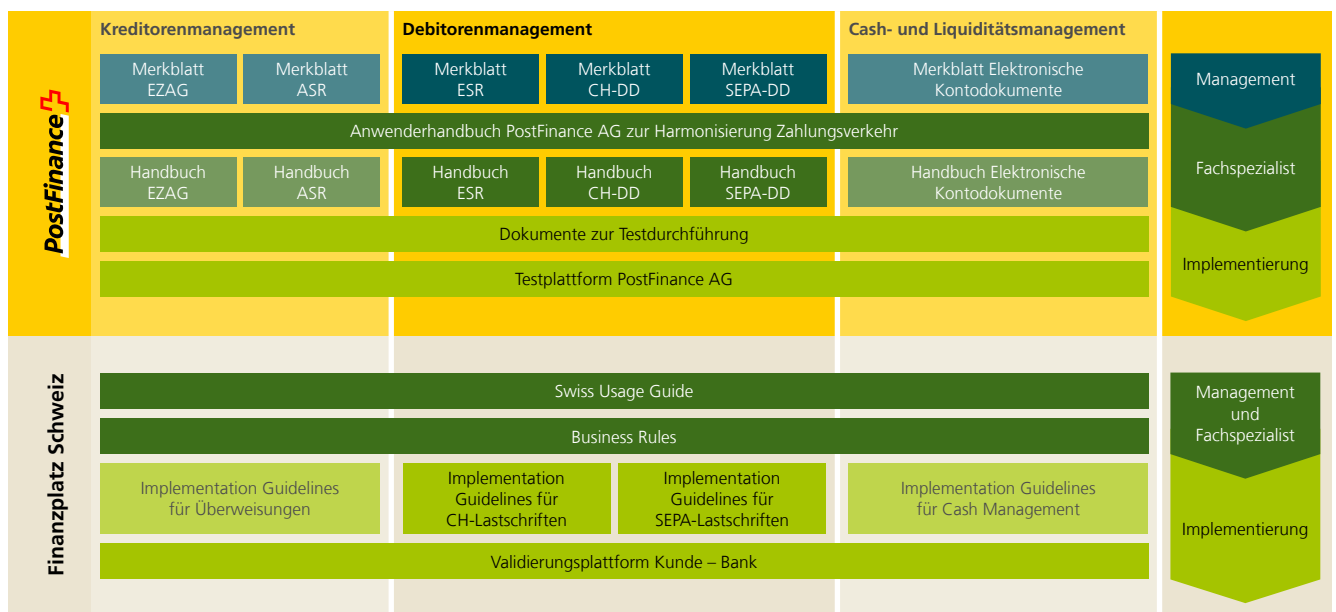 Kreditorenmanagement
Debitorenmanagement
Cash- und Liquiditätsmanagement
PostFinance
Merkblatt
EZAG
Merkblatt
ASR
Merkblatt
ESR
Merkblatt
CH-DD
Merkblatt
SEPA-DD
Merkblatt Elektronische
Kontodokumente
Management
Anwenderhandbuch PostFinance AG zur Harmonisierung Zahlungsverkehr
Handbuch
EZAG
Handbuch
ASR
Handbuch
ESR
Handbuch
CH-DD
Handbuch
SEPA-DD
Handbuch Elektronische
Kontodokumente
Fachspezialist
Dokumente zur Testdurchführung
Testplattform PostFinance AG
Implementierung
Finanzplatz Schweiz
Swiss Usage Guide
Business Rules
Management
und
Fachspezialist
Implementation Guidelines
für Überweisungen
Implementation
Guidelines für
CH-Lastschriften
Implementation
Guidelines für
SEPA-Lastschriften
Implementation Guidelines
für Cash Management
Implementierung
Validierungsplattform Kunde – Bank